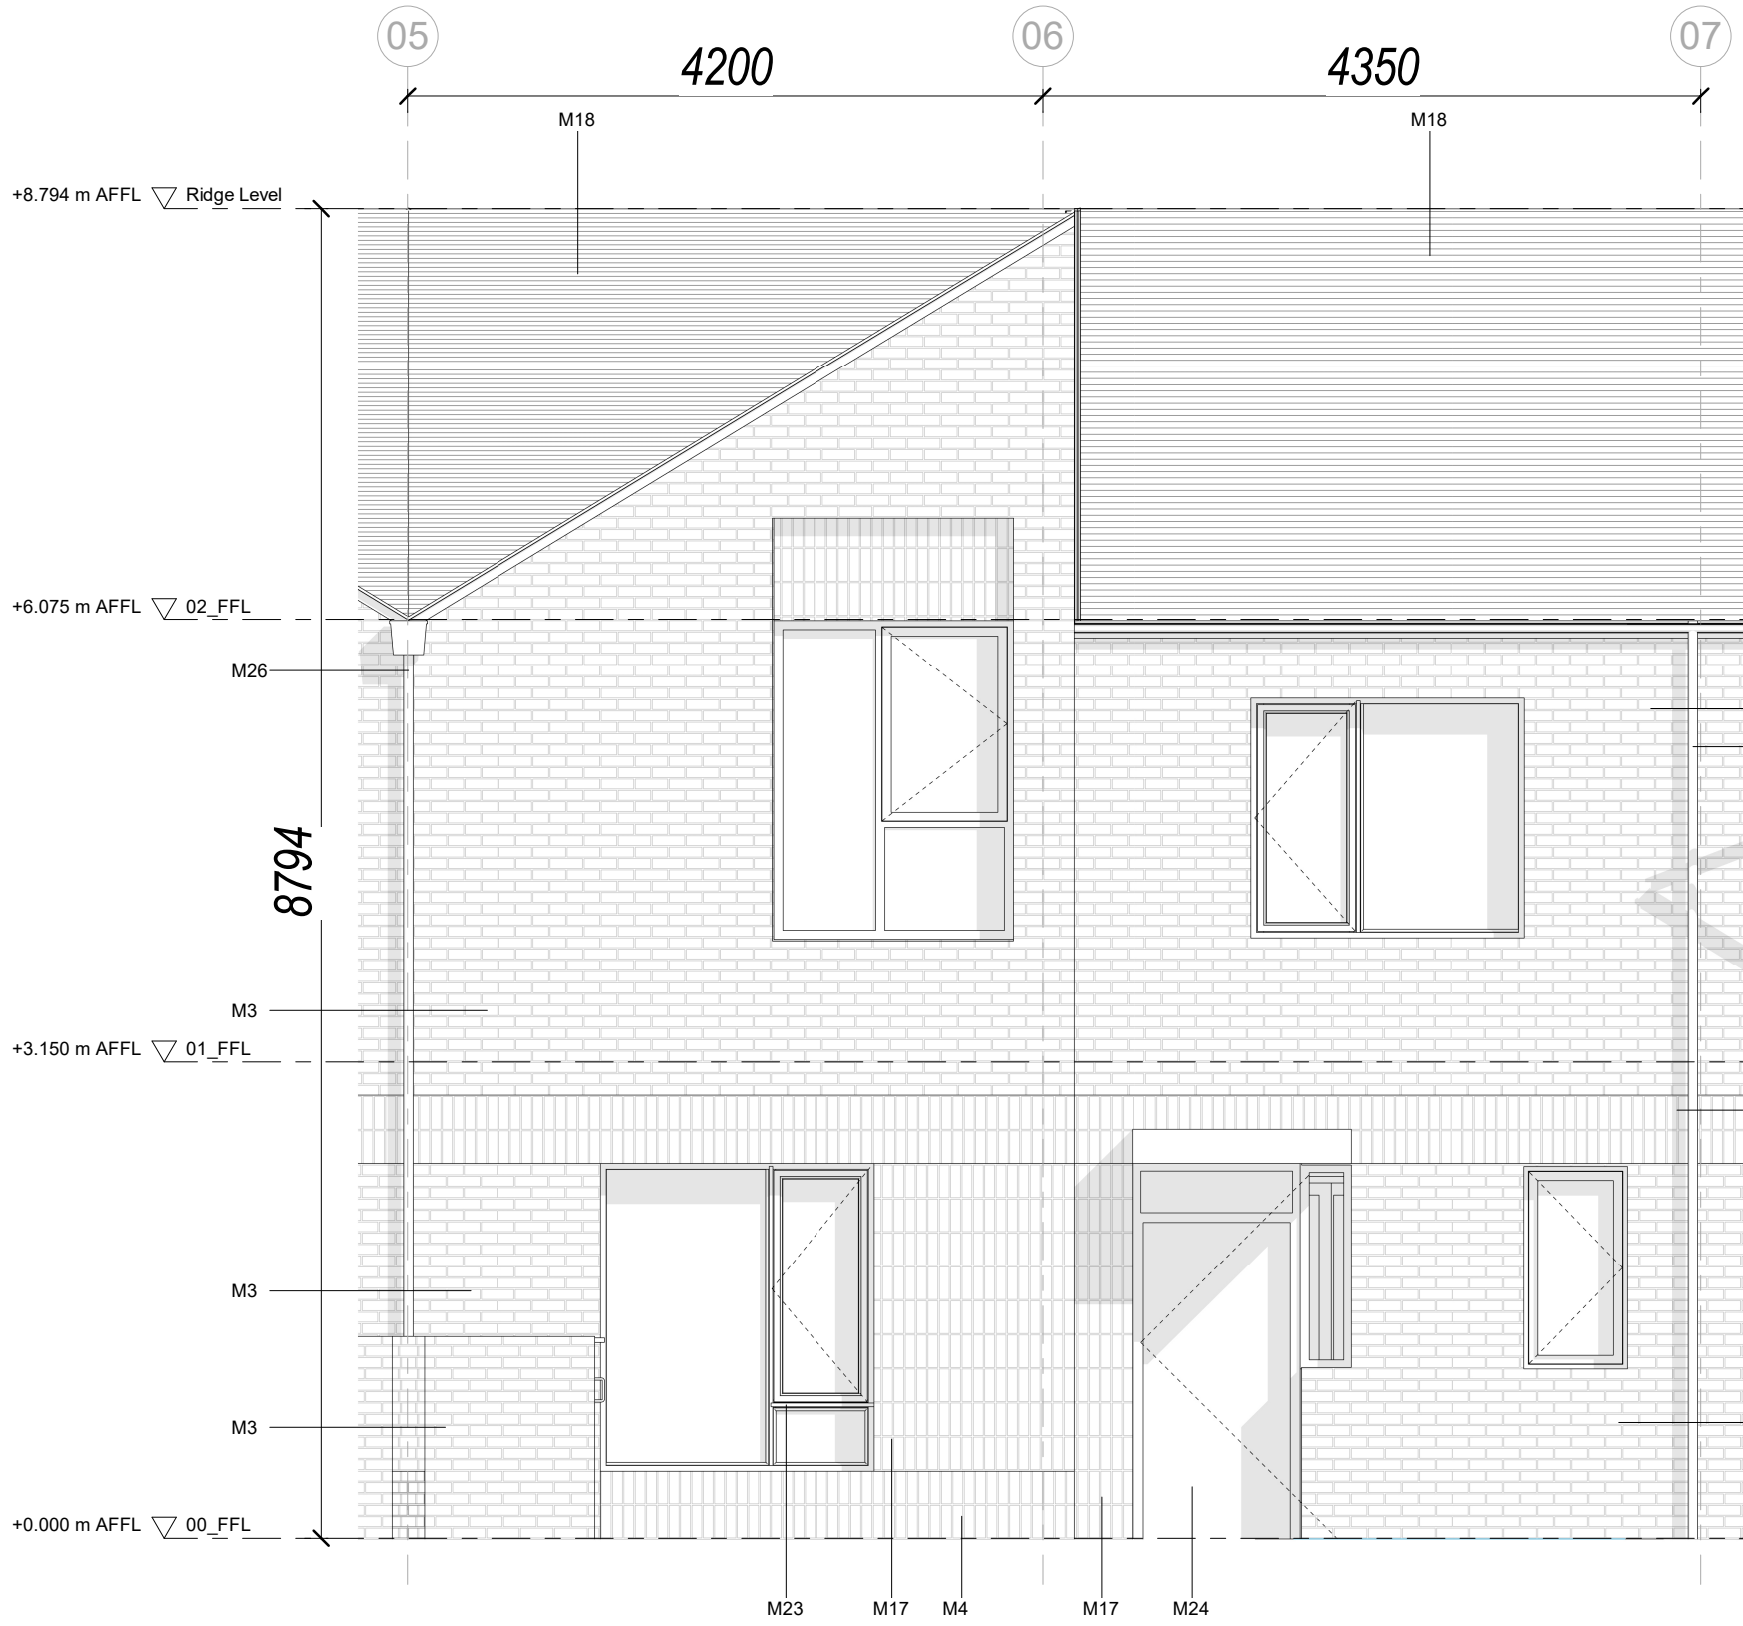 05 06 07
4200 4350
M18 M18
+8.794 m AFFL Ridge Level
+6.075 m AFFL 02_FFL
M26
8794
M3
+3.150 m AFFL 01_FFL
M3
M3
+0.000 m AFFL 00_FFL
M23 M17 M4 M17 M24